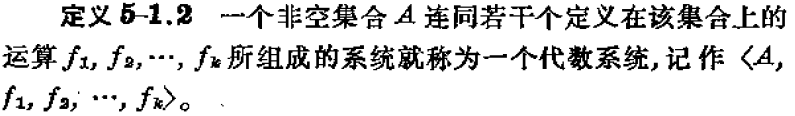 定义 5-1.2 一个非空集合 A 连同若干个定义在该集合上的
运算 f₁, f₂, ⋯, fₖ 所组成的系统就称为一个代数系统, 记作 〈A,
f₁, f₂, ⋯, fₖ〉。